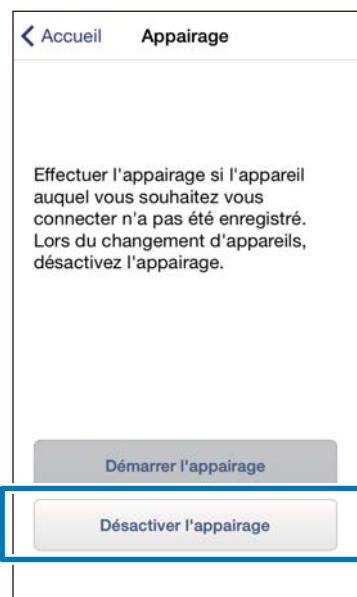 Accueil Appairage
Effectuer l'appairage si l'appareil
auquel vous souhaitez vous
connecter n'a pas été enregistré.
Lors du changement d'appareils,
désactivez l'appairage.
Démarrer l'appairage
Désactiver l'appairage